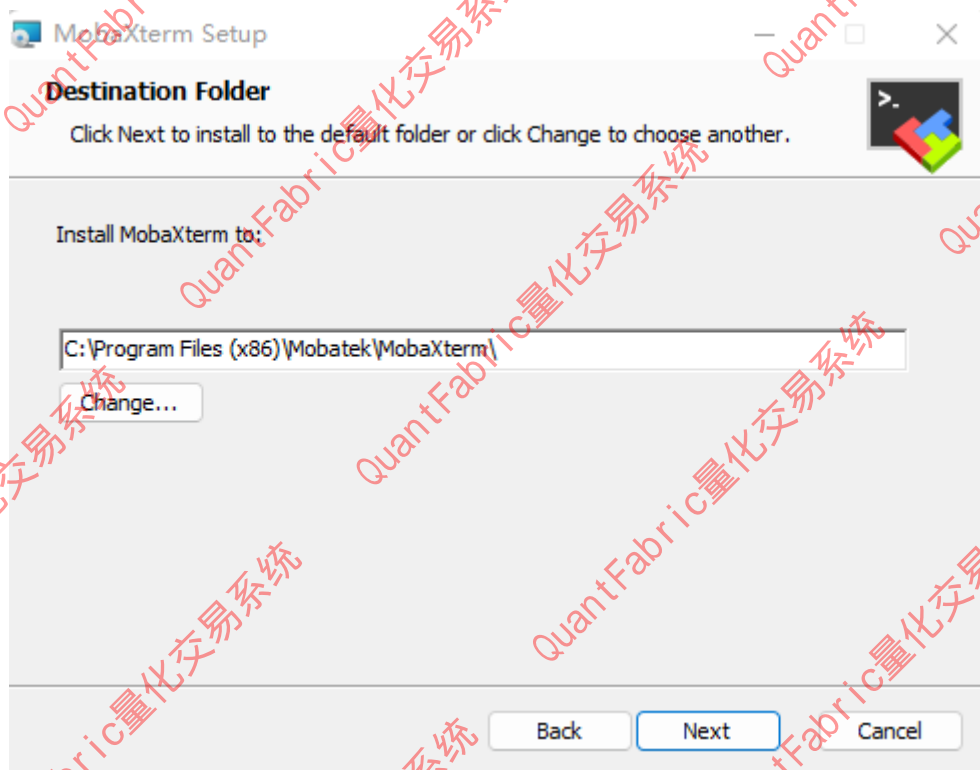 MobaXterm Setup
Destination Folder
Click Next to install to the default folder or click Change to choose another.
>_
Install MobaXterm to:
C:\Program Files (x86)\Mobatek\MobaXterm\
Change...
Back
Next
Cancel
QuantFabric量化交易系统
QuantFabric量化交易系统
QuantFabric量化交易系统